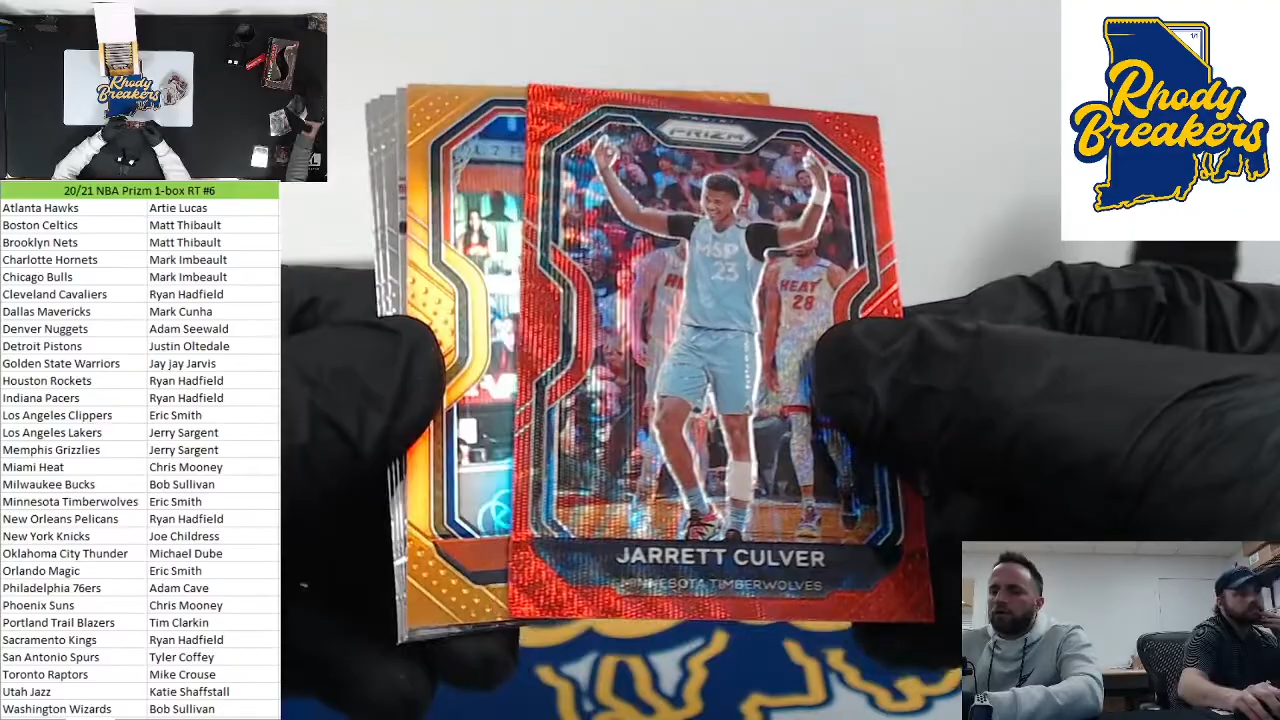 20/21 NBA Prizm 1-box RT #6
Atlanta Hawks Artie Lucas
Boston Celtics Matt Thibault
Brooklyn Nets Matt Thibault
Charlotte Hornets Mark Imbeault
Chicago Bulls Mark Imbeault
Cleveland Cavaliers Ryan Hadfield
Dallas Mavericks Mark Cunha
Denver Nuggets Adam Seewald
Detroit Pistons Justin Oltedale
Golden State Warriors Jay jay Jarvis
Houston Rockets Ryan Hadfield
Indiana Pacers Ryan Hadfield
Los Angeles Clippers Eric Smith
Los Angeles Lakers Jerry Sargent
Memphis Grizzlies Jerry Sargent
Miami Heat Chris Mooney
Milwaukee Bucks Bob Sullivan
Minnesota Timberwolves Eric Smith
New Orleans Pelicans Ryan Hadfield
New York Knicks Joe Childress
Oklahoma City Thunder Michael Dube
Orlando Magic Eric Smith
Philadelphia 76ers Adam Cave
Phoenix Suns Chris Mooney
Portland Trail Blazers Tim Clarkin
Sacramento Kings Ryan Hadfield
San Antonio Spurs Tyler Coffey
Toronto Raptors Mike Crouse
Utah Jazz Katie Shaffstall
Washington Wizards Bob Sullivan
Rhody
Breakers
PANINI
PRIZM
MSP
23
HEAT
28
JARRETT CULVER
MINNESOTA TIMBERWOLVES
1/1
Rhody
Breakers